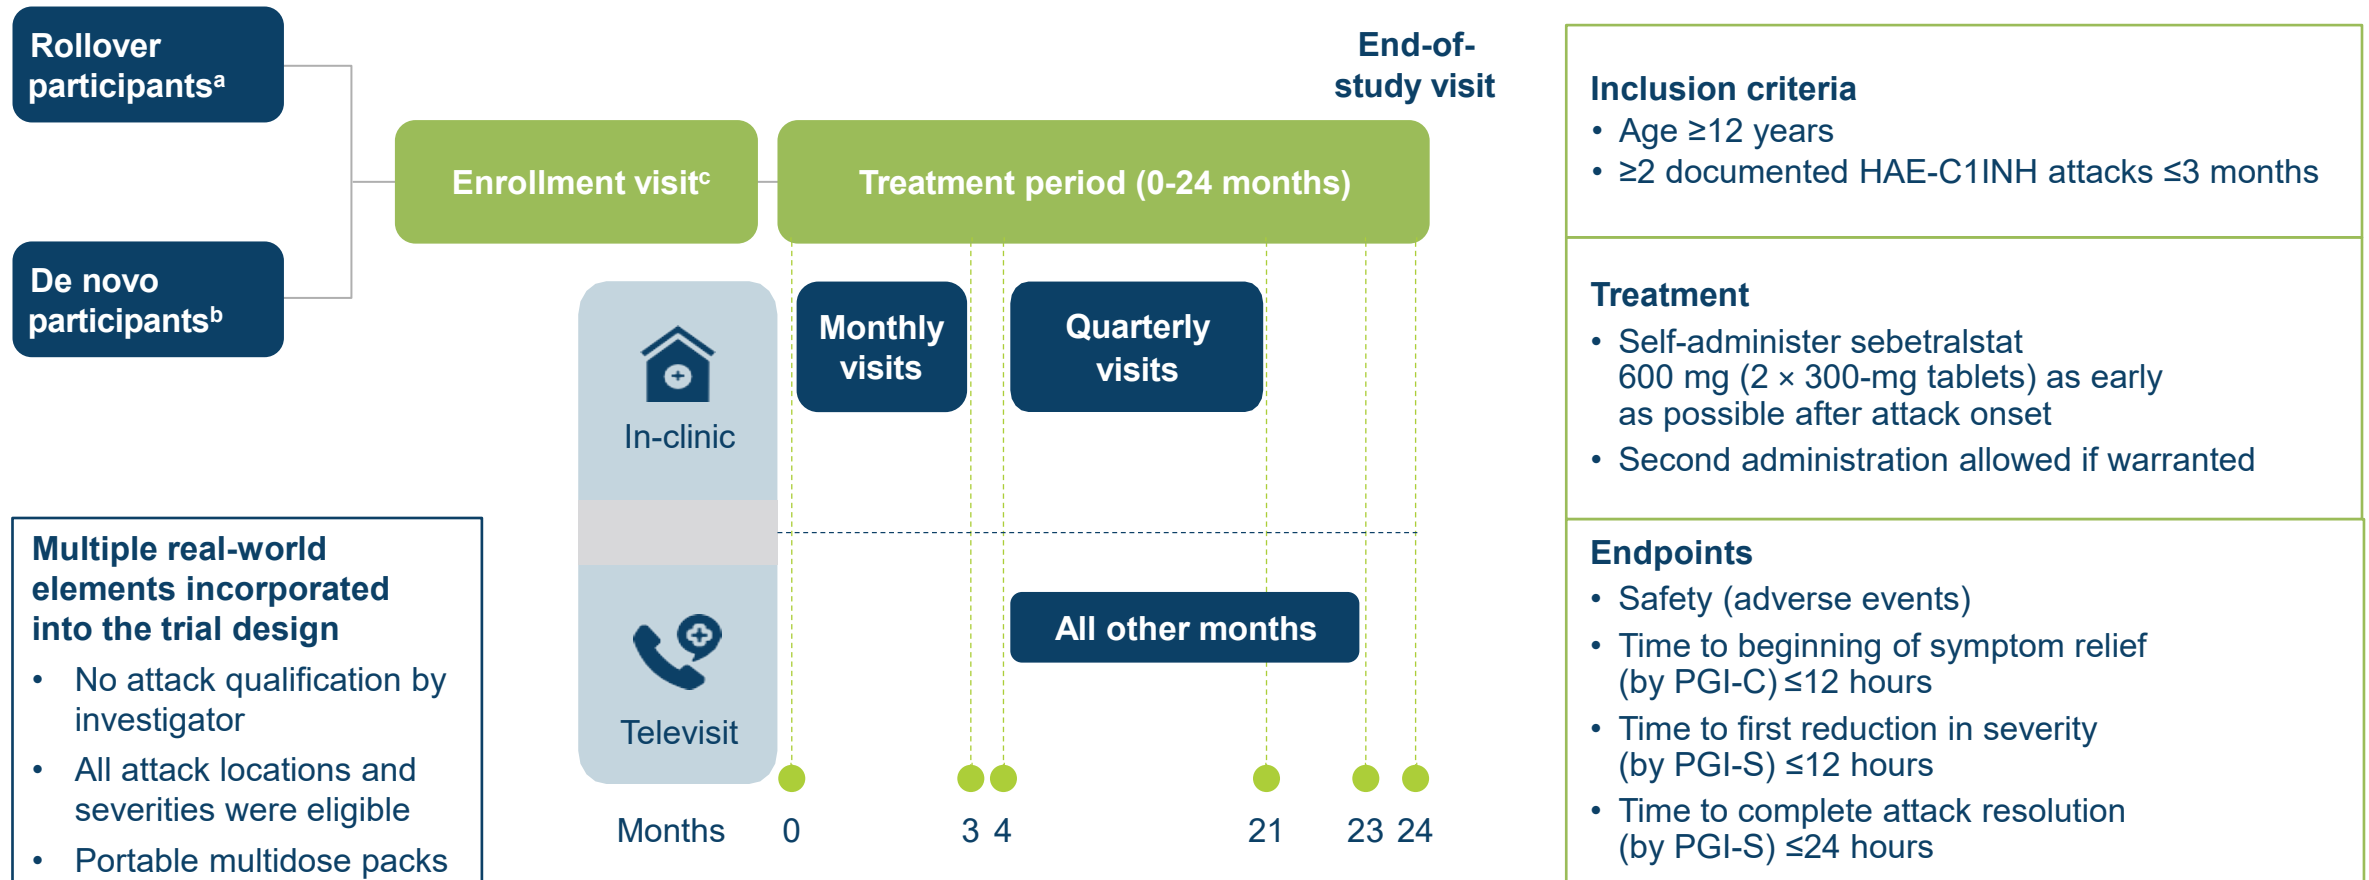 Rollover
participantsᵃ
De novo
participantsᵇ
Enrollment visitᶜ
Treatment period (0-24 months)
End-of-
study visit
In-clinic
Televisit
Monthly
visits
Quarterly
visits
All other months
Months 0 3 4 21 23 24
Multiple real-world
elements incorporated
into the trial design
• No attack qualification by
investigator
• All attack locations and
severities were eligible
• Portable multidose packs
Inclusion criteria
• Age ≥12 years
• ≥2 documented HAE-C1INH attacks ≤3 months
Treatment
• Self-administer sebetralstat
600 mg (2 × 300-mg tablets) as early
as possible after attack onset
• Second administration allowed if warranted
Endpoints
• Safety (adverse events)
• Time to beginning of symptom relief
(by PGI-C) ≤12 hours
• Time to first reduction in severity
(by PGI-S) ≤12 hours
• Time to complete attack resolution
(by PGI-S) ≤24 hours